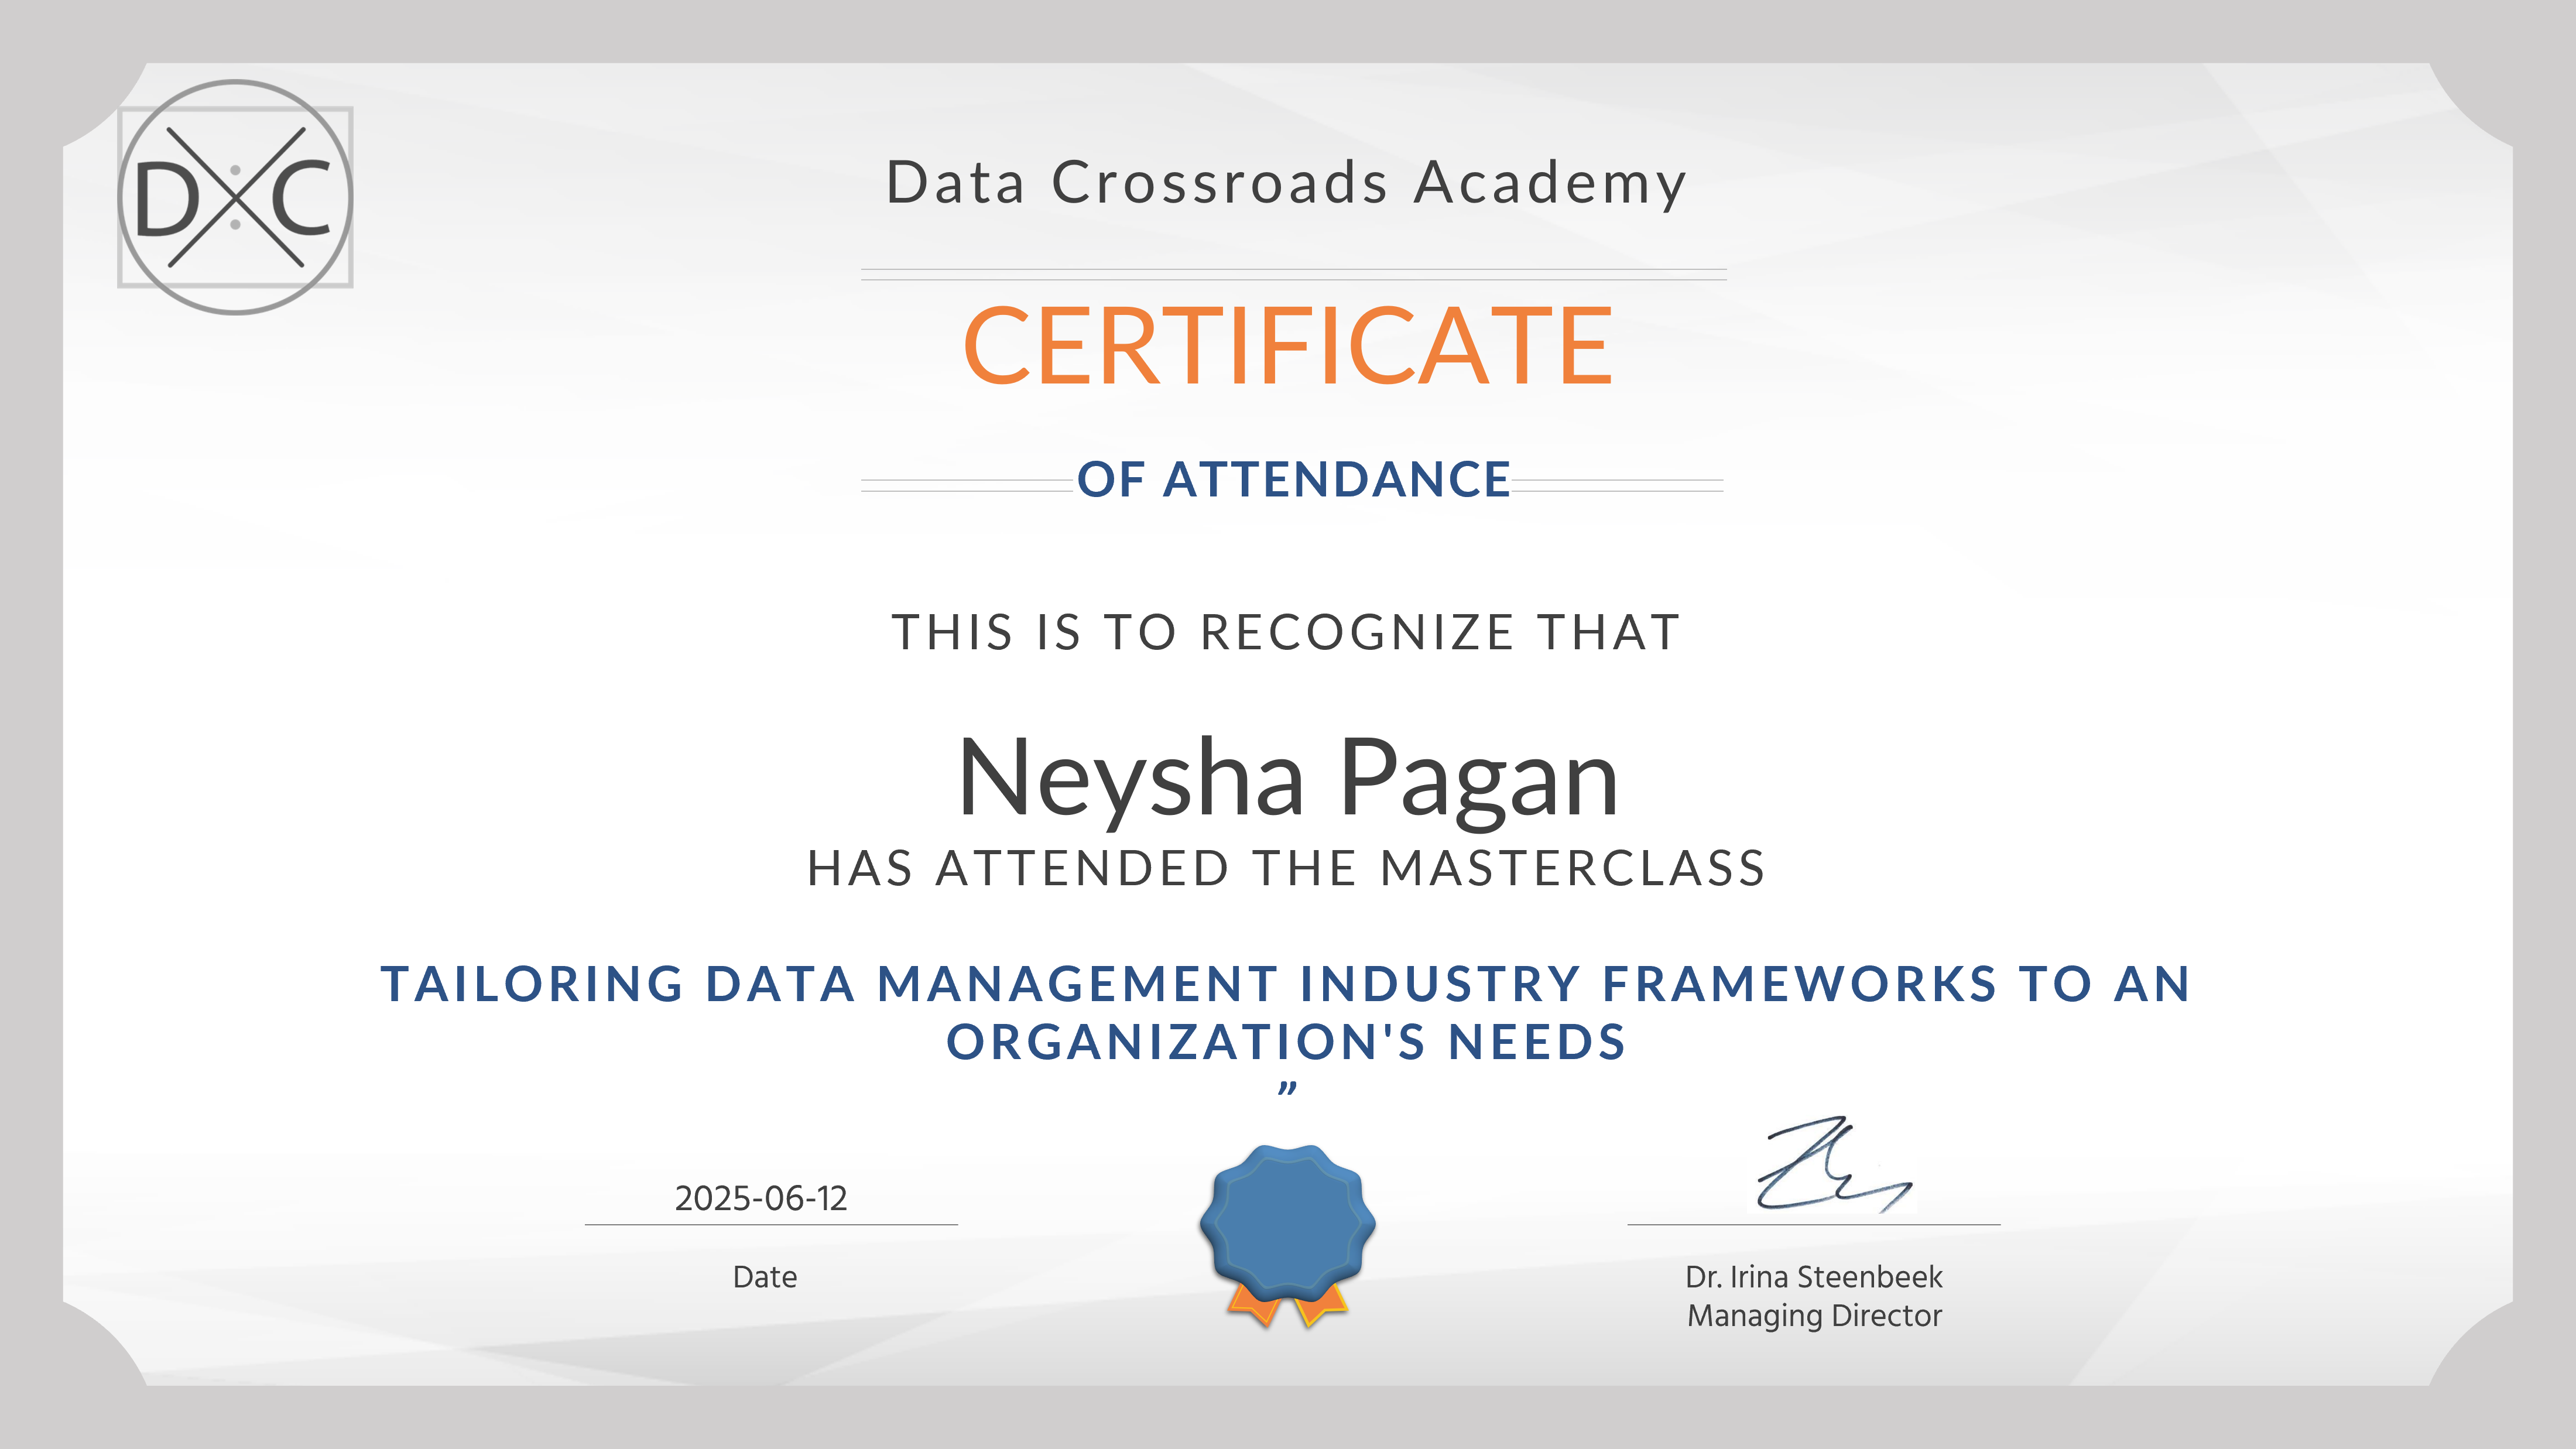 D C
Data Crossroads Academy
CERTIFICATE
OF ATTENDANCE
THIS IS TO RECOGNIZE THAT
Neysha Pagan
HAS ATTENDED THE MASTERCLASS
TAILORING DATA MANAGEMENT INDUSTRY FRAMEWORKS TO AN
ORGANIZATION'S NEEDS
”
2025-06-12
Date
Dr. Irina Steenbeek
Managing Director